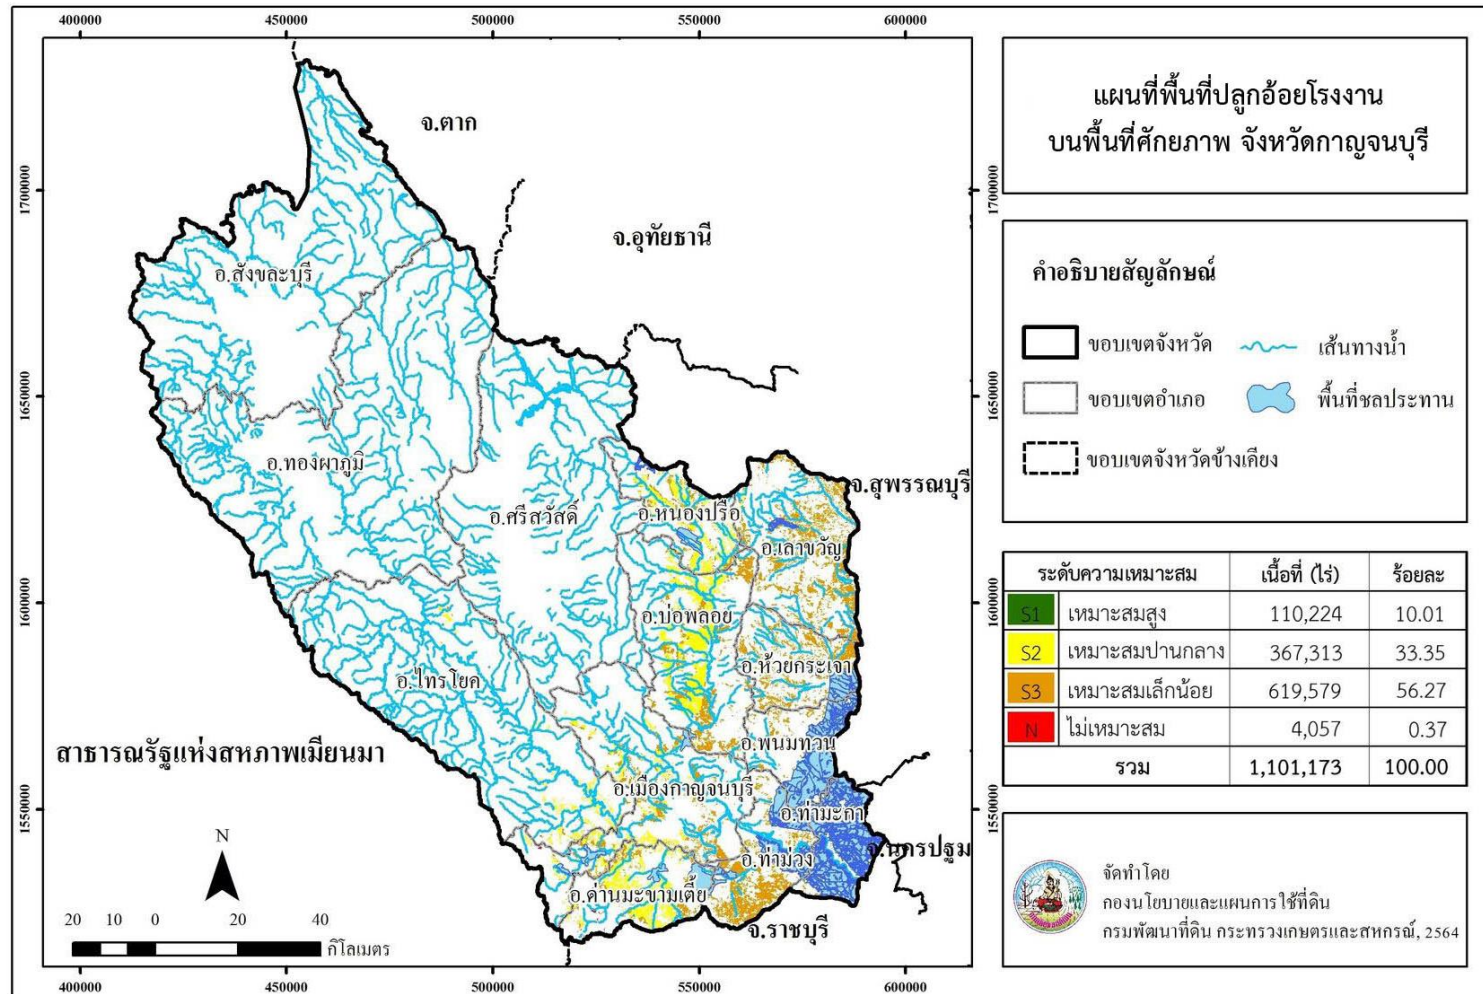 400000 450000 500000 550000 600000
แผนที่พื้นที่ปลูกอ้อยโรงงาน
บนพื้นที่ศักยภาพ จังหวัดกาญจนบุรี
จ.ตาก
1700000 1700000
จ.อุทัยธานี
อ.สังขละบุรี
คำอธิบายสัญลักษณ์
ขอบเขตจังหวัด เส้นทางน้ำ
ขอบเขตอำเภอ พื้นที่ชลประทาน
ขอบเขตจังหวัดข้างเคียง
1650000 1650000
อ.ทองผาภูมิ
จ.สุพรรณบุรี
อ.ศรีสวัสดิ์
อ.หนองปรือ
อ.เลาขวัญ
1600000 1600000
อ.บ่อพลอย
อ.ห้วยกระเจา
อ.ไทรโยค
ระดับความเหมาะสม เนื้อที่ (ไร่) ร้อยละ
S1 เหมาะสมสูง 110,224 10.01
S2 เหมาะสมปานกลาง 367,313 33.35
S3 เหมาะสมเล็กน้อย 619,579 56.27
N ไม่เหมาะสม 4,057 0.37
รวม 1,101,173 100.00
สาธารณรัฐแห่งสหภาพเมียนมา
อ.พนมทวน
อ.เมืองกาญจนบุรี
อ.ท่ามะกา
1550000 1550000
จ.นครปฐม
อ.ท่าม่วง
อ.ด่านมะขามเตี้ย
จ.ราชบุรี
N
20 10 0 20 40
กิโลเมตร
จัดทำโดย
กองนโยบายและแผนการใช้ที่ดิน
กรมพัฒนาที่ดิน กระทรวงเกษตรและสหกรณ์, 2564
400000 450000 500000 550000 600000